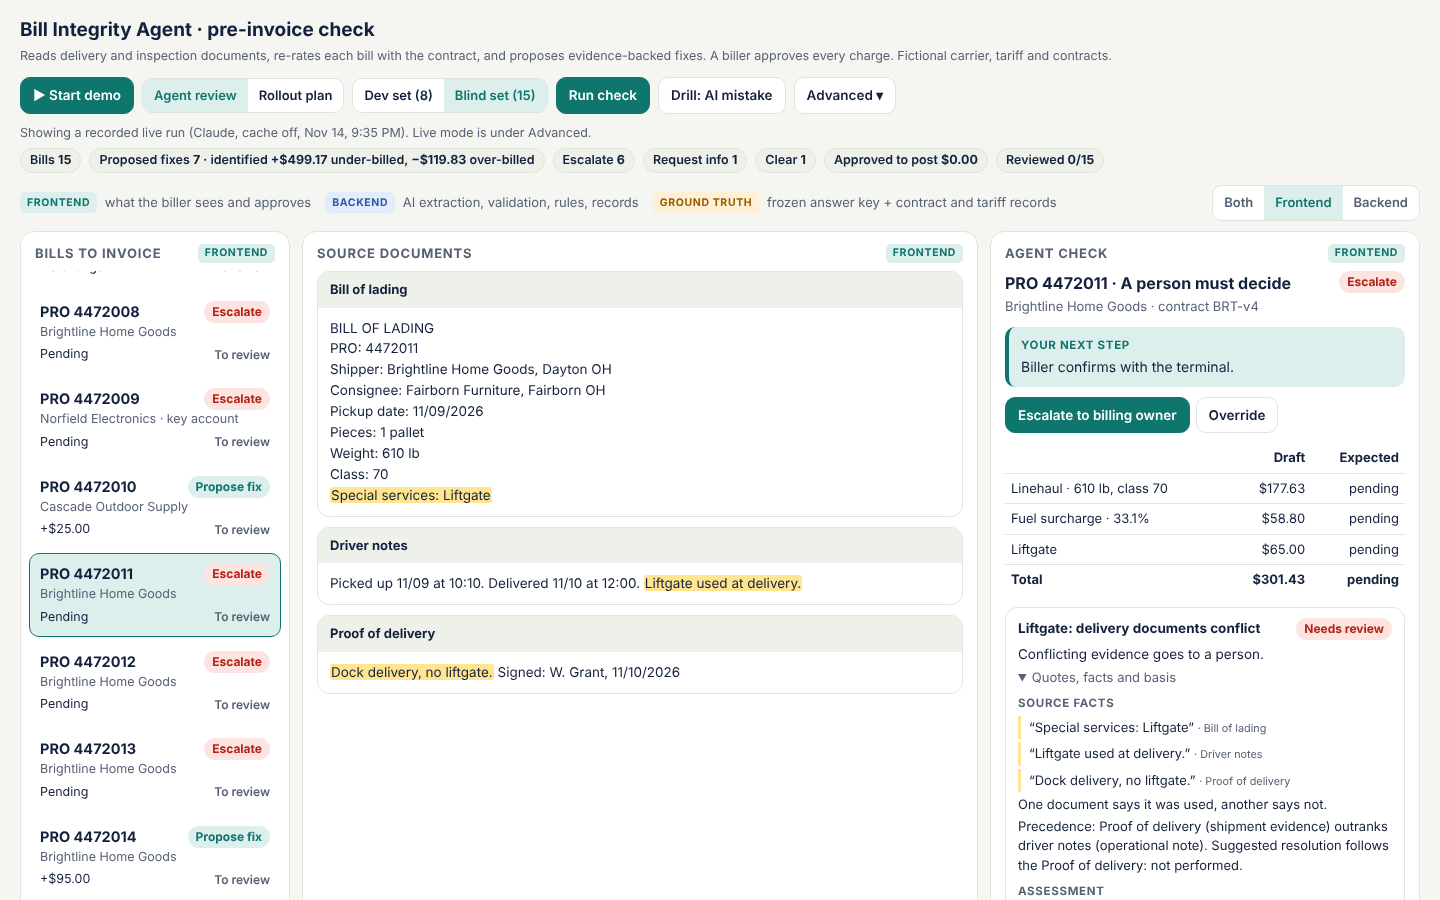 Bill Integrity Agent · pre-invoice check
Reads delivery and inspection documents, re-rates each bill with the contract, and proposes evidence-backed fixes. A biller approves every charge. Fictional carrier, tariff and contracts.
▶ Start demo
Agent review
Rollout plan
Dev set (8)
Blind set (15)
Run check
Drill: AI mistake
Advanced ▾
Showing a recorded live run (Claude, cache off, Nov 14, 9:35 PM). Live mode is under Advanced.
Bills 15
Proposed fixes 7 · identified +$499.17 under-billed, −$119.83 over-billed
Escalate 6
Request info 1
Clear 1
Approved to post $0.00
Reviewed 0/15
FRONTEND what the biller sees and approves
BACKEND AI extraction, validation, rules, records
GROUND TRUTH frozen answer key + contract and tariff records
Both
Frontend
Backend
BILLS TO INVOICE
FRONTEND
PRO 4472008
Escalate
Brightline Home Goods
Pending
To review
PRO 4472009
Escalate
Norfield Electronics · key account
Pending
To review
PRO 4472010
Propose fix
Cascade Outdoor Supply
+$25.00
To review
PRO 4472011
Escalate
Brightline Home Goods
Pending
To review
PRO 4472012
Escalate
Brightline Home Goods
Pending
To review
PRO 4472013
Escalate
Brightline Home Goods
Pending
To review
PRO 4472014
Propose fix
Brightline Home Goods
+$95.00
To review
SOURCE DOCUMENTS
FRONTEND
Bill of lading
BILL OF LADING
PRO: 4472011
Shipper: Brightline Home Goods, Dayton OH
Consignee: Fairborn Furniture, Fairborn OH
Pickup date: 11/09/2026
Pieces: 1 pallet
Weight: 610 lb
Class: 70
Special services: Liftgate
Driver notes
Picked up 11/09 at 10:10. Delivered 11/10 at 12:00. Liftgate used at delivery.
Proof of delivery
Dock delivery, no liftgate. Signed: W. Grant, 11/10/2026
AGENT CHECK
FRONTEND
PRO 4472011 · A person must decide
Escalate
Brightline Home Goods · contract BRT-v4
YOUR NEXT STEP
Biller confirms with the terminal.
Escalate to billing owner
Override
Draft Expected
Linehaul · 610 lb, class 70 $177.63 pending
Fuel surcharge · 33.1% $58.80 pending
Liftgate $65.00 pending
Total $301.43 pending
Liftgate: delivery documents conflict
Needs review
Conflicting evidence goes to a person.
▼ Quotes, facts and basis
SOURCE FACTS
“Special services: Liftgate” · Bill of lading
“Liftgate used at delivery.” · Driver notes
“Dock delivery, no liftgate.” · Proof of delivery
One document says it was used, another says not.
Precedence: Proof of delivery (shipment evidence) outranks
driver notes (operational note). Suggested resolution follows
the Proof of delivery: not performed.
ASSESSMENT